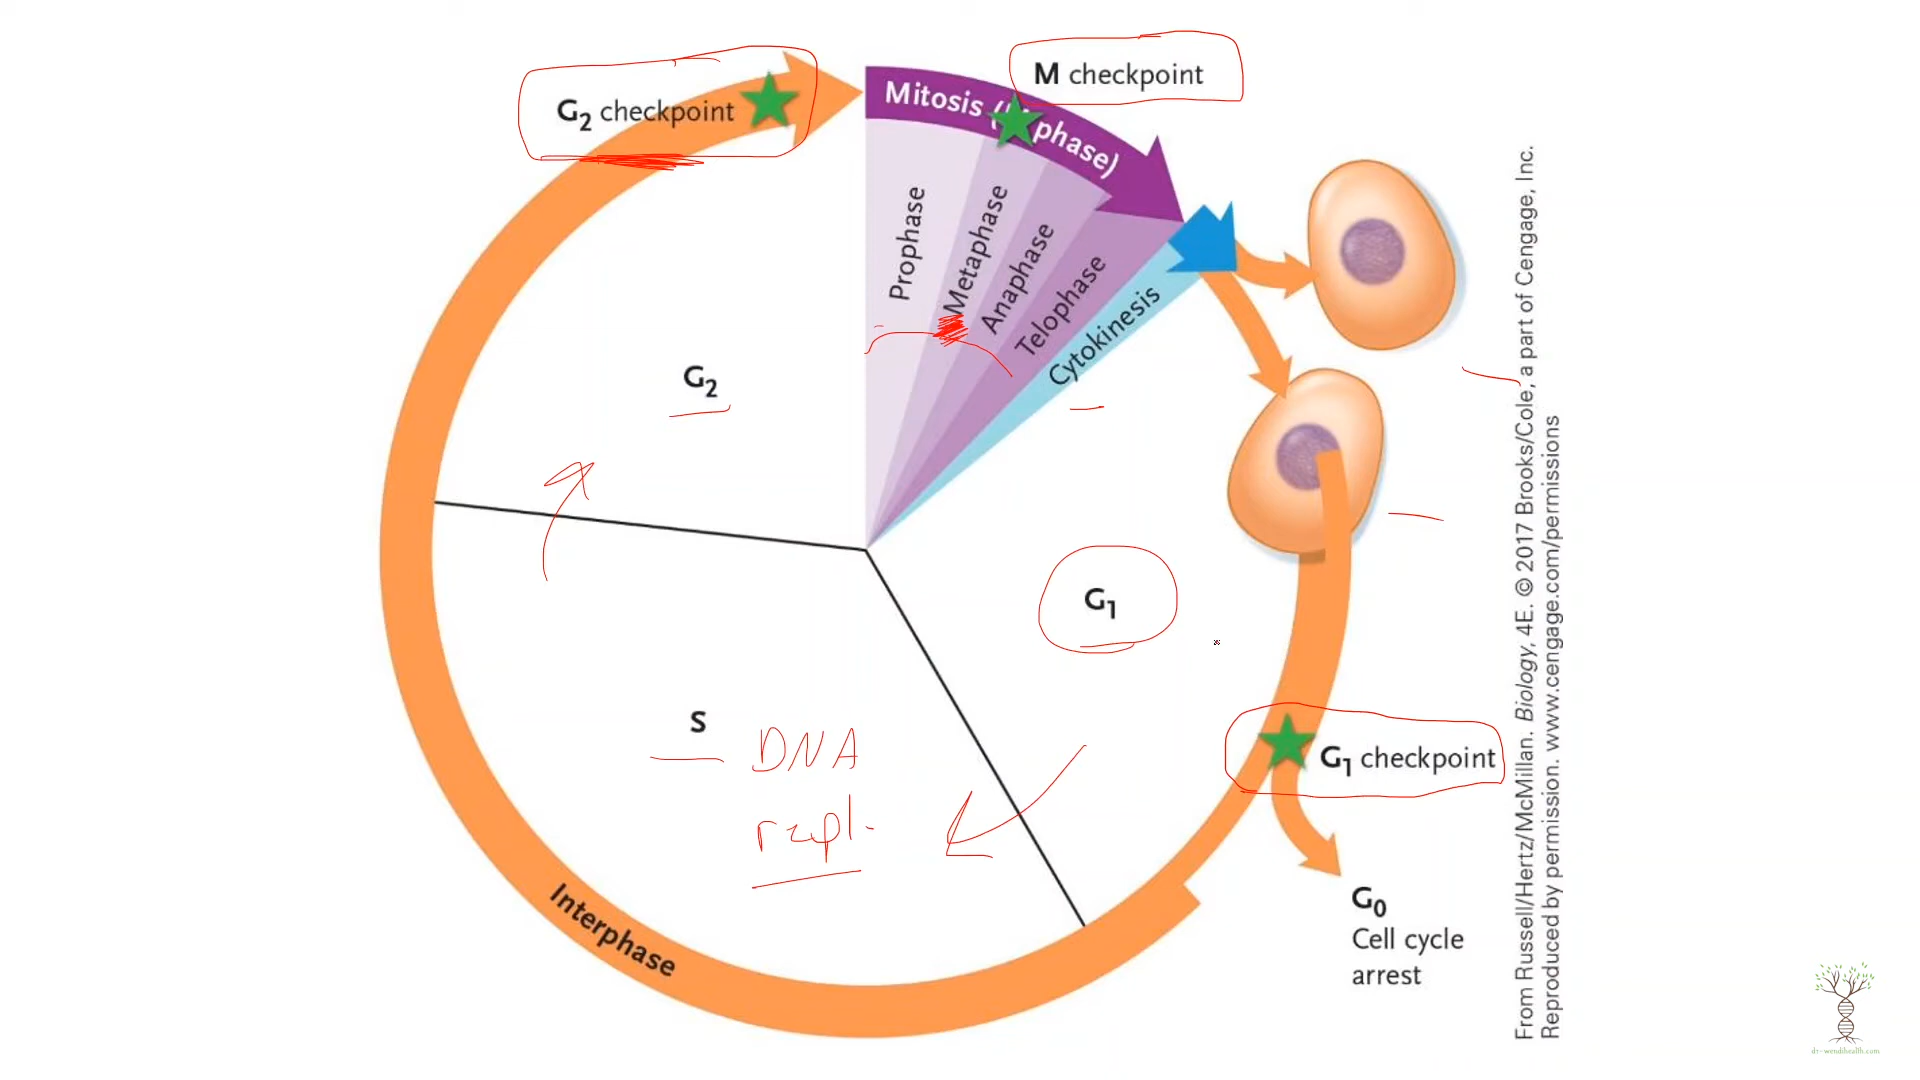 G2 checkpoint
M checkpoint
Mitosis ( phase)
Prophase
Metaphase
Anaphase
Telophase
Cytokinesis
G2
G1
S
DNA
repl.
G1 checkpoint
Interphase
G0
Cell cycle
arrest
From Russell/Hertz/McMillan. Biology, 4E. © 2017 Brooks/Cole, a part of Cengage, Inc.
Reproduced by permission. www.cengage.com/permissions